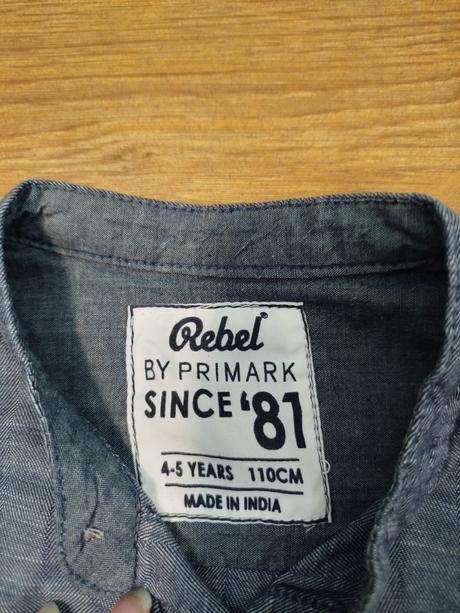 Rebel
BY PRIMARK
SINCE '81
4-5 YEARS 110CM
MADE IN INDIA